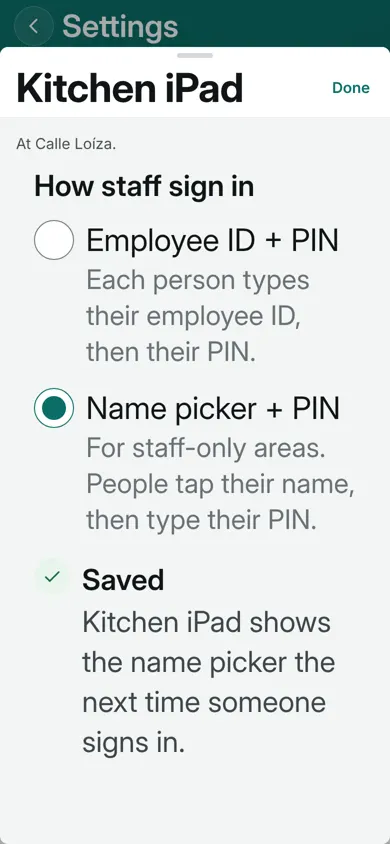 Settings
Kitchen iPad
Done
At Calle Loíza.
How staff sign in
Employee ID + PIN
Each person types
their employee ID,
then their PIN.
Name picker + PIN
For staff-only areas.
People tap their name,
then type their PIN.
Saved
Kitchen iPad shows
the name picker the
next time someone
signs in.